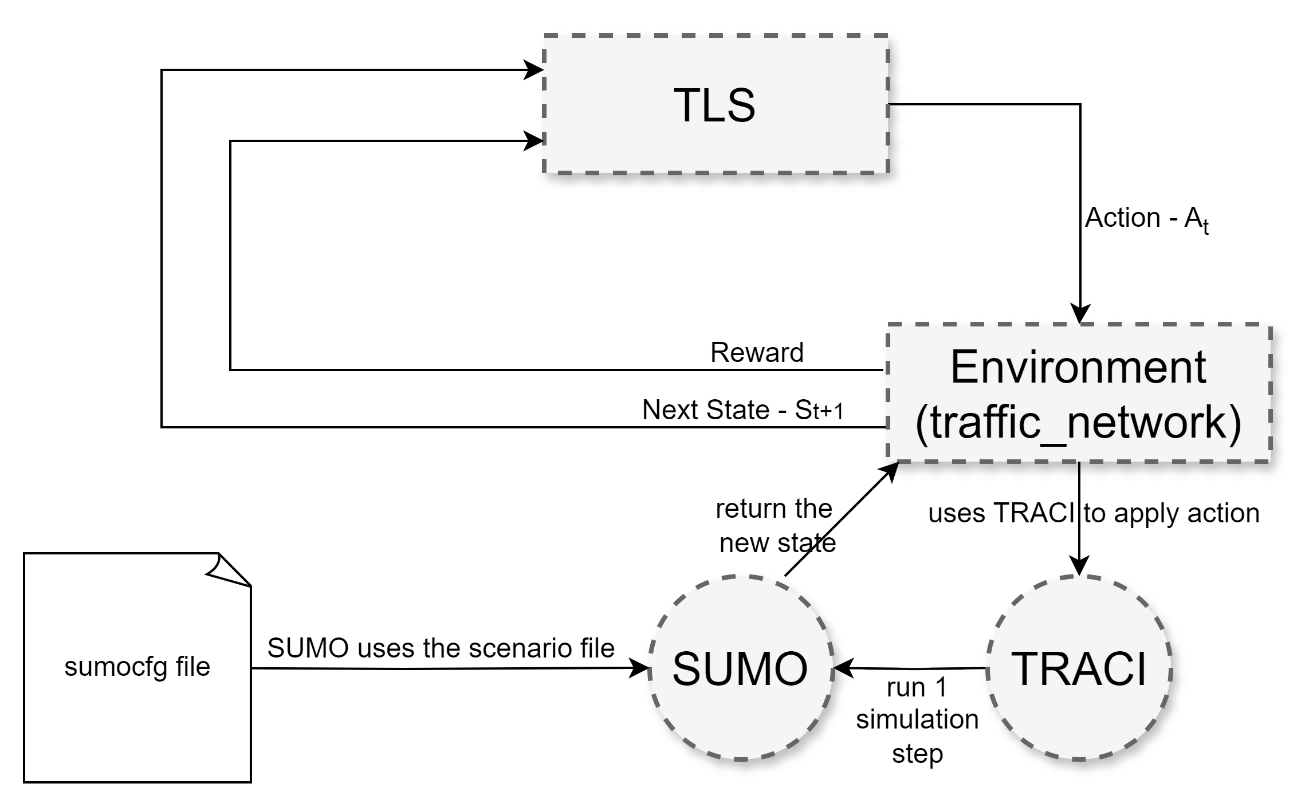 TLS
Action - At
Reward
Next State - St+1
Environment
(traffic_network)
return the
new state
uses TRACI to apply action
sumocfg file
SUMO uses the scenario file
SUMO
run 1
simulation
step
TRACI